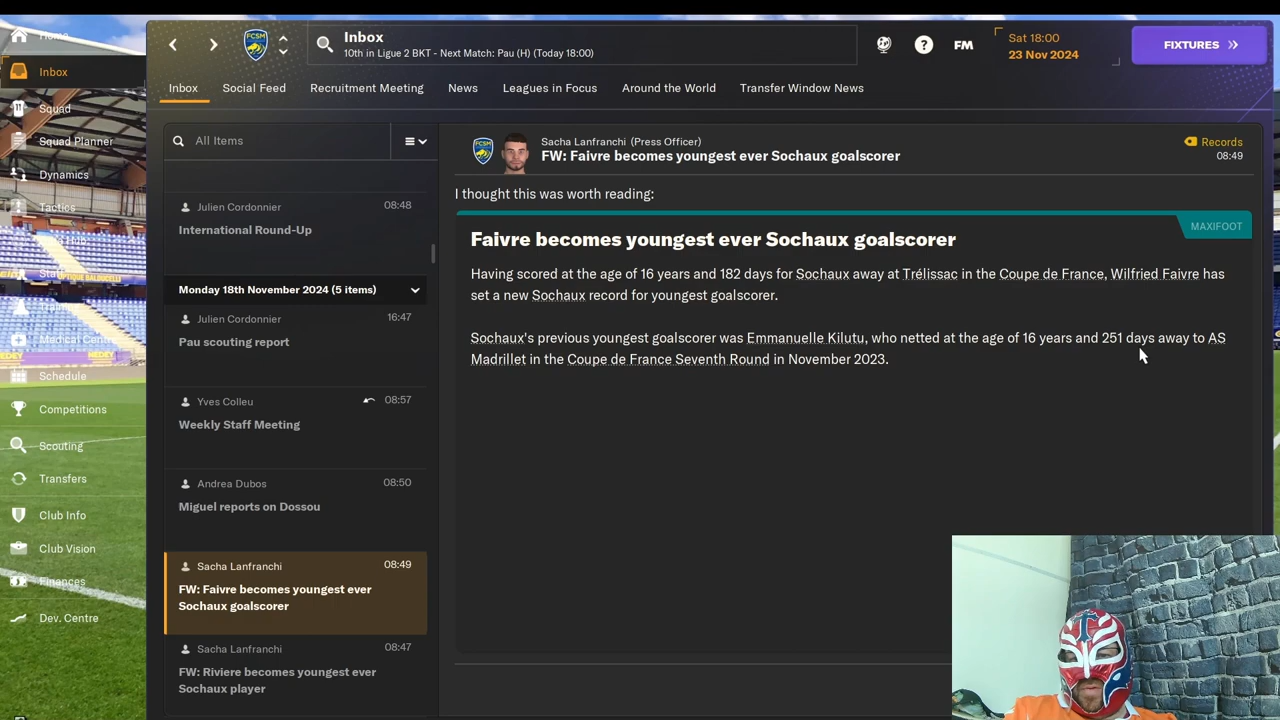 Home
Inbox
Squad
Squad Planner
Dynamics
Tactics
Schedule
Competitions
Scouting
Transfers
Club Info
Club Vision
Finances
Dev. Centre
FCSM
Inbox
10th in Ligue 2 BKT - Next Match: Pau (H) (Today 18:00)
?
FM
Sat 18:00
23 Nov 2024
FIXTURES
Inbox
Social Feed
Recruitment Meeting
News
Leagues in Focus
Around the World
Transfer Window News
All Items
Julien Cordonnier 08:48
International Round-Up
Monday 18th November 2024 (5 items)
Julien Cordonnier 16:47
Pau scouting report
Yves Colleu 08:57
Weekly Staff Meeting
Andrea Dubos 08:50
Miguel reports on Dossou
Sacha Lanfranchi 08:49
FW: Faivre becomes youngest ever
Sochaux goalscorer
Sacha Lanfranchi 08:47
FW: Riviere becomes youngest ever
Sochaux player
Sacha Lanfranchi (Press Officer)
FW: Faivre becomes youngest ever Sochaux goalscorer
Records
08:49
I thought this was worth reading:
MAXIFOOT
Faivre becomes youngest ever Sochaux goalscorer
Having scored at the age of 16 years and 182 days for Sochaux away at Trélissac in the Coupe de France, Wilfried Faivre has
set a new Sochaux record for youngest goalscorer.
Sochaux's previous youngest goalscorer was Emmanuelle Kilutu, who netted at the age of 16 years and 251 days away to AS
Madrillet in the Coupe de France Seventh Round in November 2023.